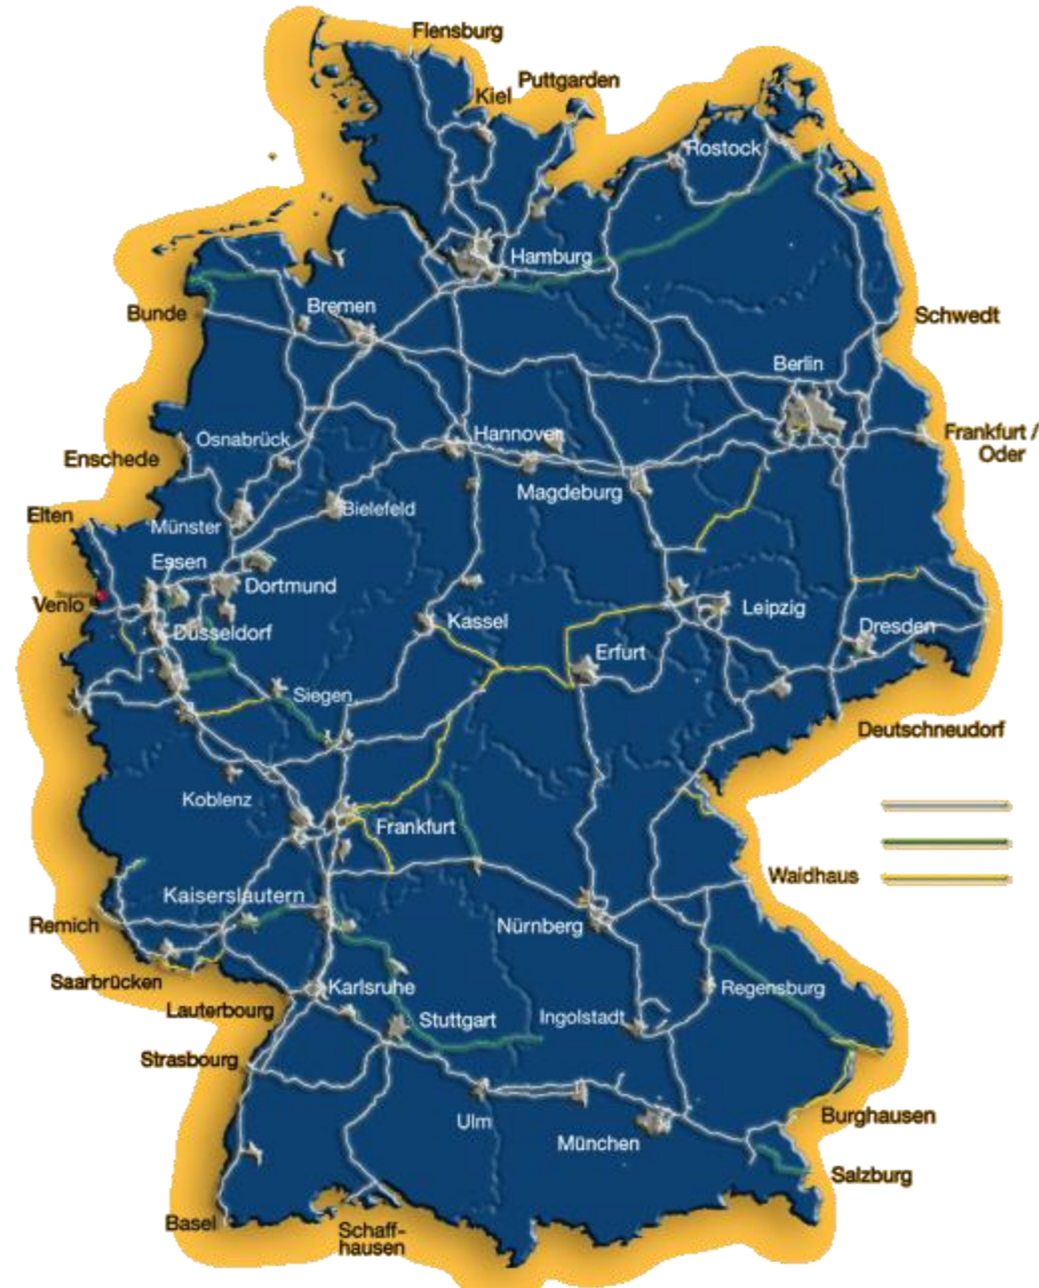 Flensburg
Puttgarden
Kiel
Rostock
Hamburg
Bremen
Bunde
Schwedt
Berlin
Hannover
Osnabrück
Frankfurt /
Oder
Enschede
Magdeburg
Elten
Bielefeld
Münster
Essen
Dortmund
Venlo
Leipzig
Kassel
Dresden
Düsseldorf
Erfurt
Siegen
Deutschneudorf
Koblenz
Frankfurt
Waidhaus
Kaiserslautern
Remich
Nürnberg
Saarbrücken
Karlsruhe
Regensburg
Lauterbourg
Stuttgart
Ingolstadt
Strasbourg
Ulm
Burghausen
München
Salzburg
Basel
Schaff-
hausen